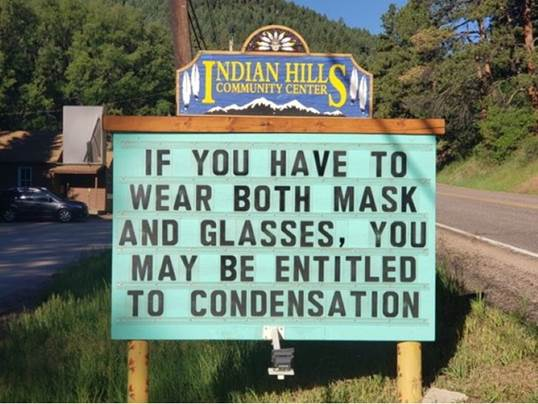 INDIAN HILLS
COMMUNITY CENTER
IF YOU HAVE TO
WEAR BOTH MASK
AND GLASSES, YOU
MAY BE ENTITLED
TO CONDENSATION